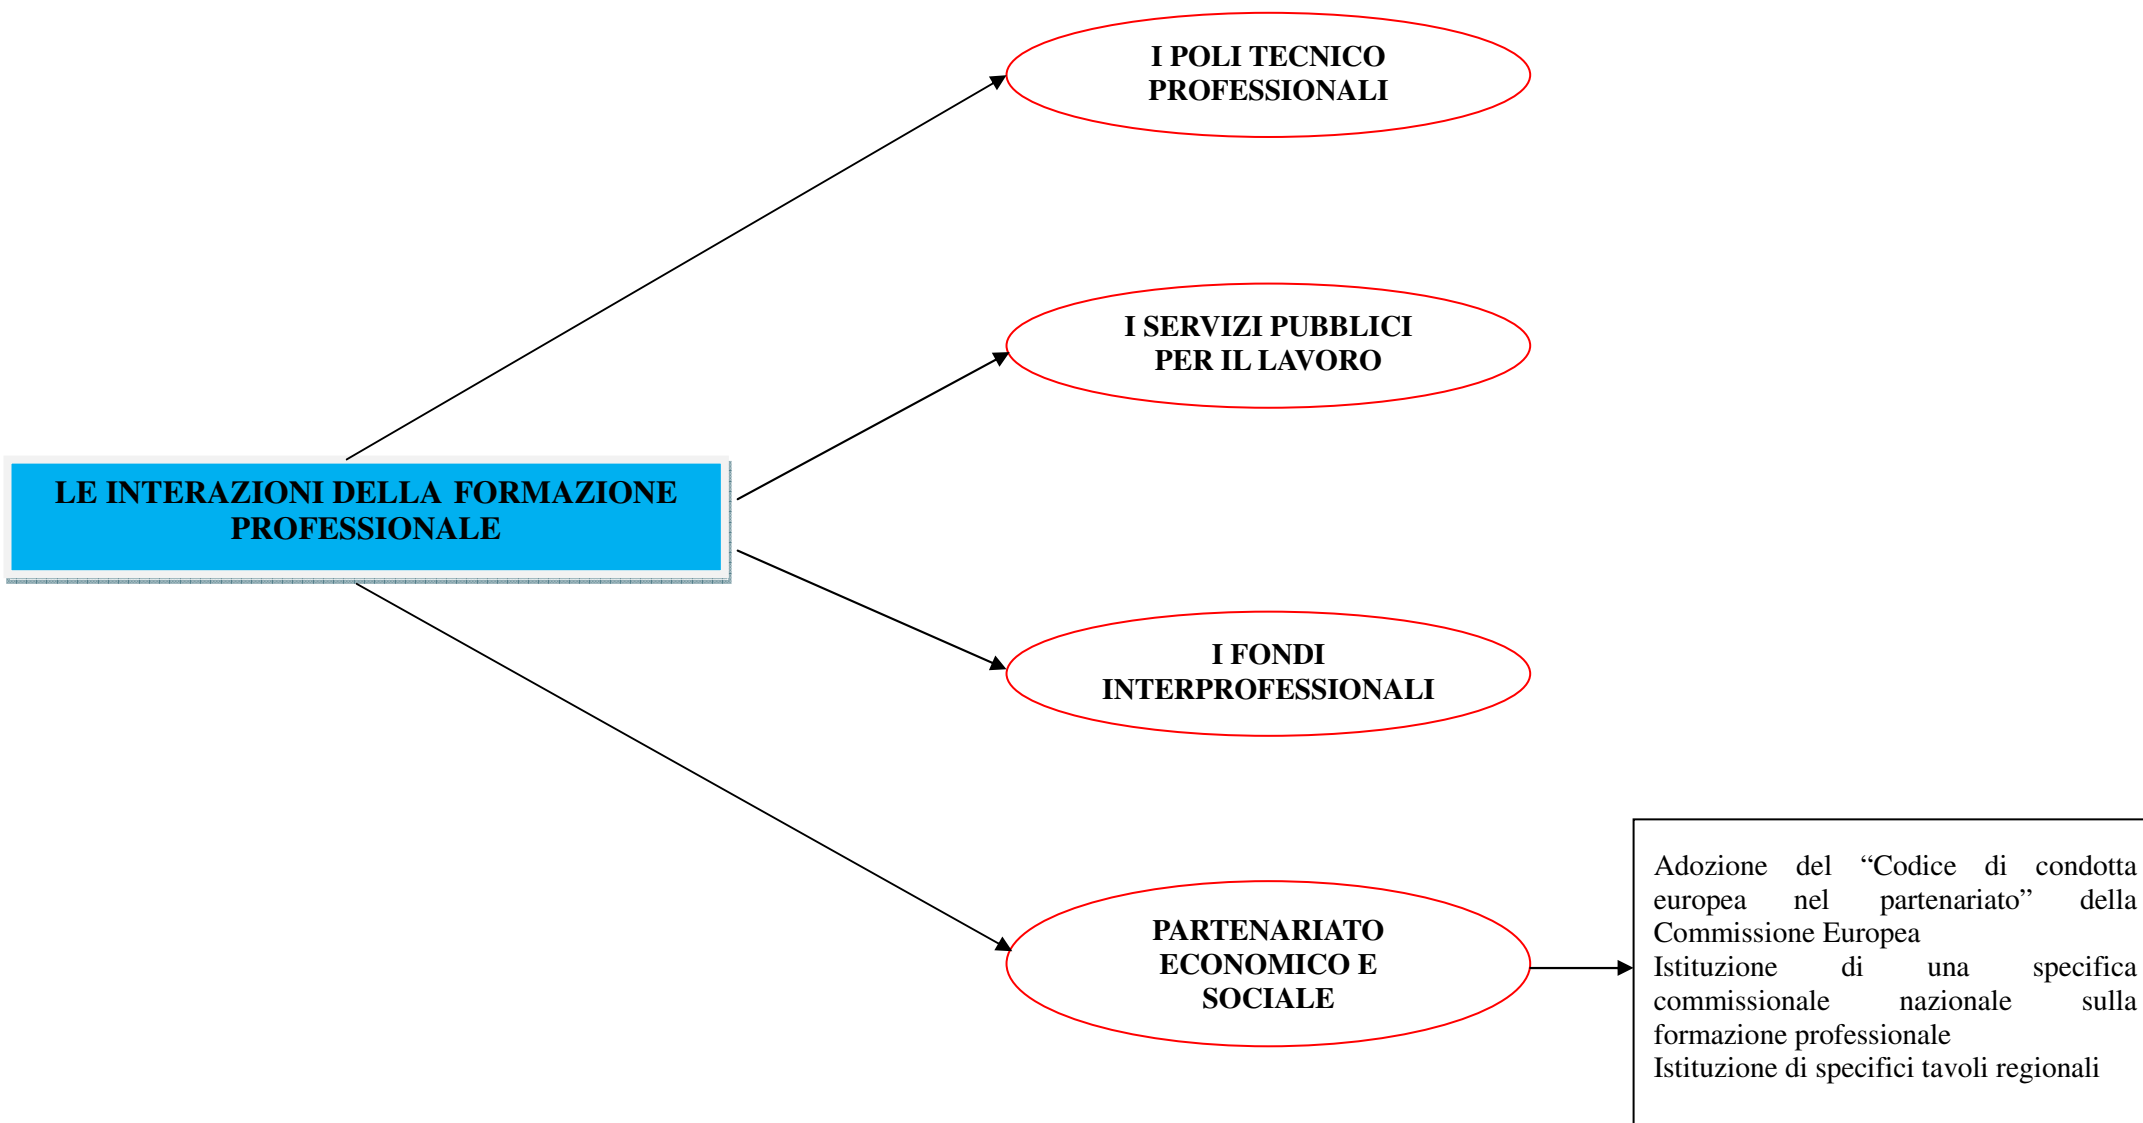 I POLI TECNICO
PROFESSIONALI
I SERVIZI PUBBLICI
PER IL LAVORO
LE INTERAZIONI DELLA FORMAZIONE
PROFESSIONALE
I FONDI
INTERPROFESSIONALI
PARTENARIATO
ECONOMICO E
SOCIALE
Adozione del “Codice di condotta
europea nel partenariato” della
Commissione Europea
Istituzione di una specifica
commissionale nazionale sulla
formazione professionale
Istituzione di specifici tavoli regionali